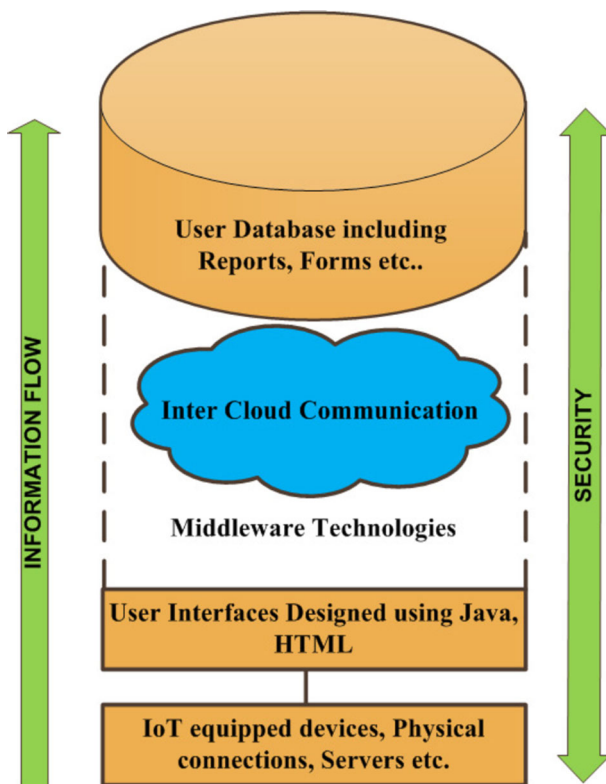 User Database including
Reports, Forms etc..
INFORMATION FLOW
Inter Cloud Communication
SECURITY
Middleware Technologies
User Interfaces Designed using Java,
HTML
IoT equipped devices, Physical
connections, Servers etc.